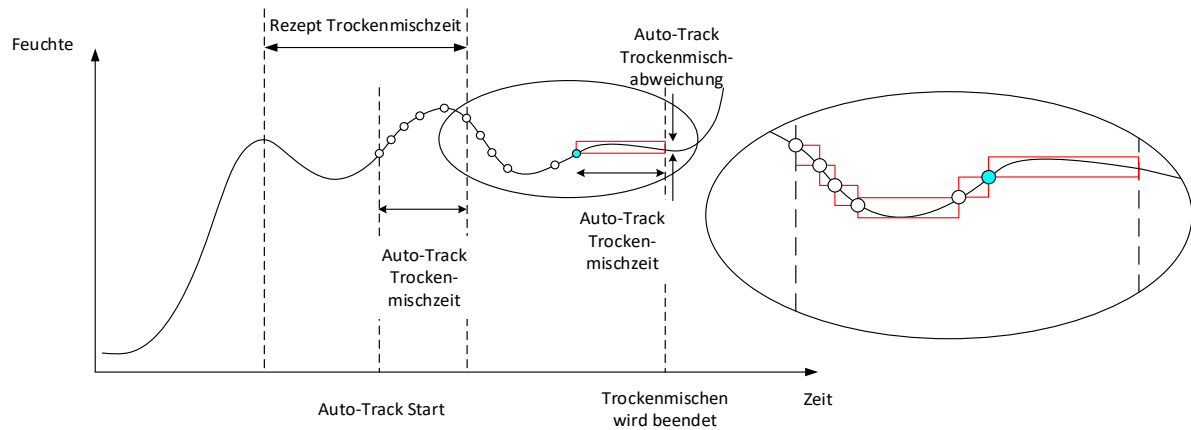 Rezept Trockenmischzeit
Feuchte
Auto-Track
Trockenmisch-
abweichung
Auto-Track
Trocken-
mischzeit
Auto-Track
Trocken-
mischzeit
Auto-Track Start
Trockenmischen
wird beendet
Zeit